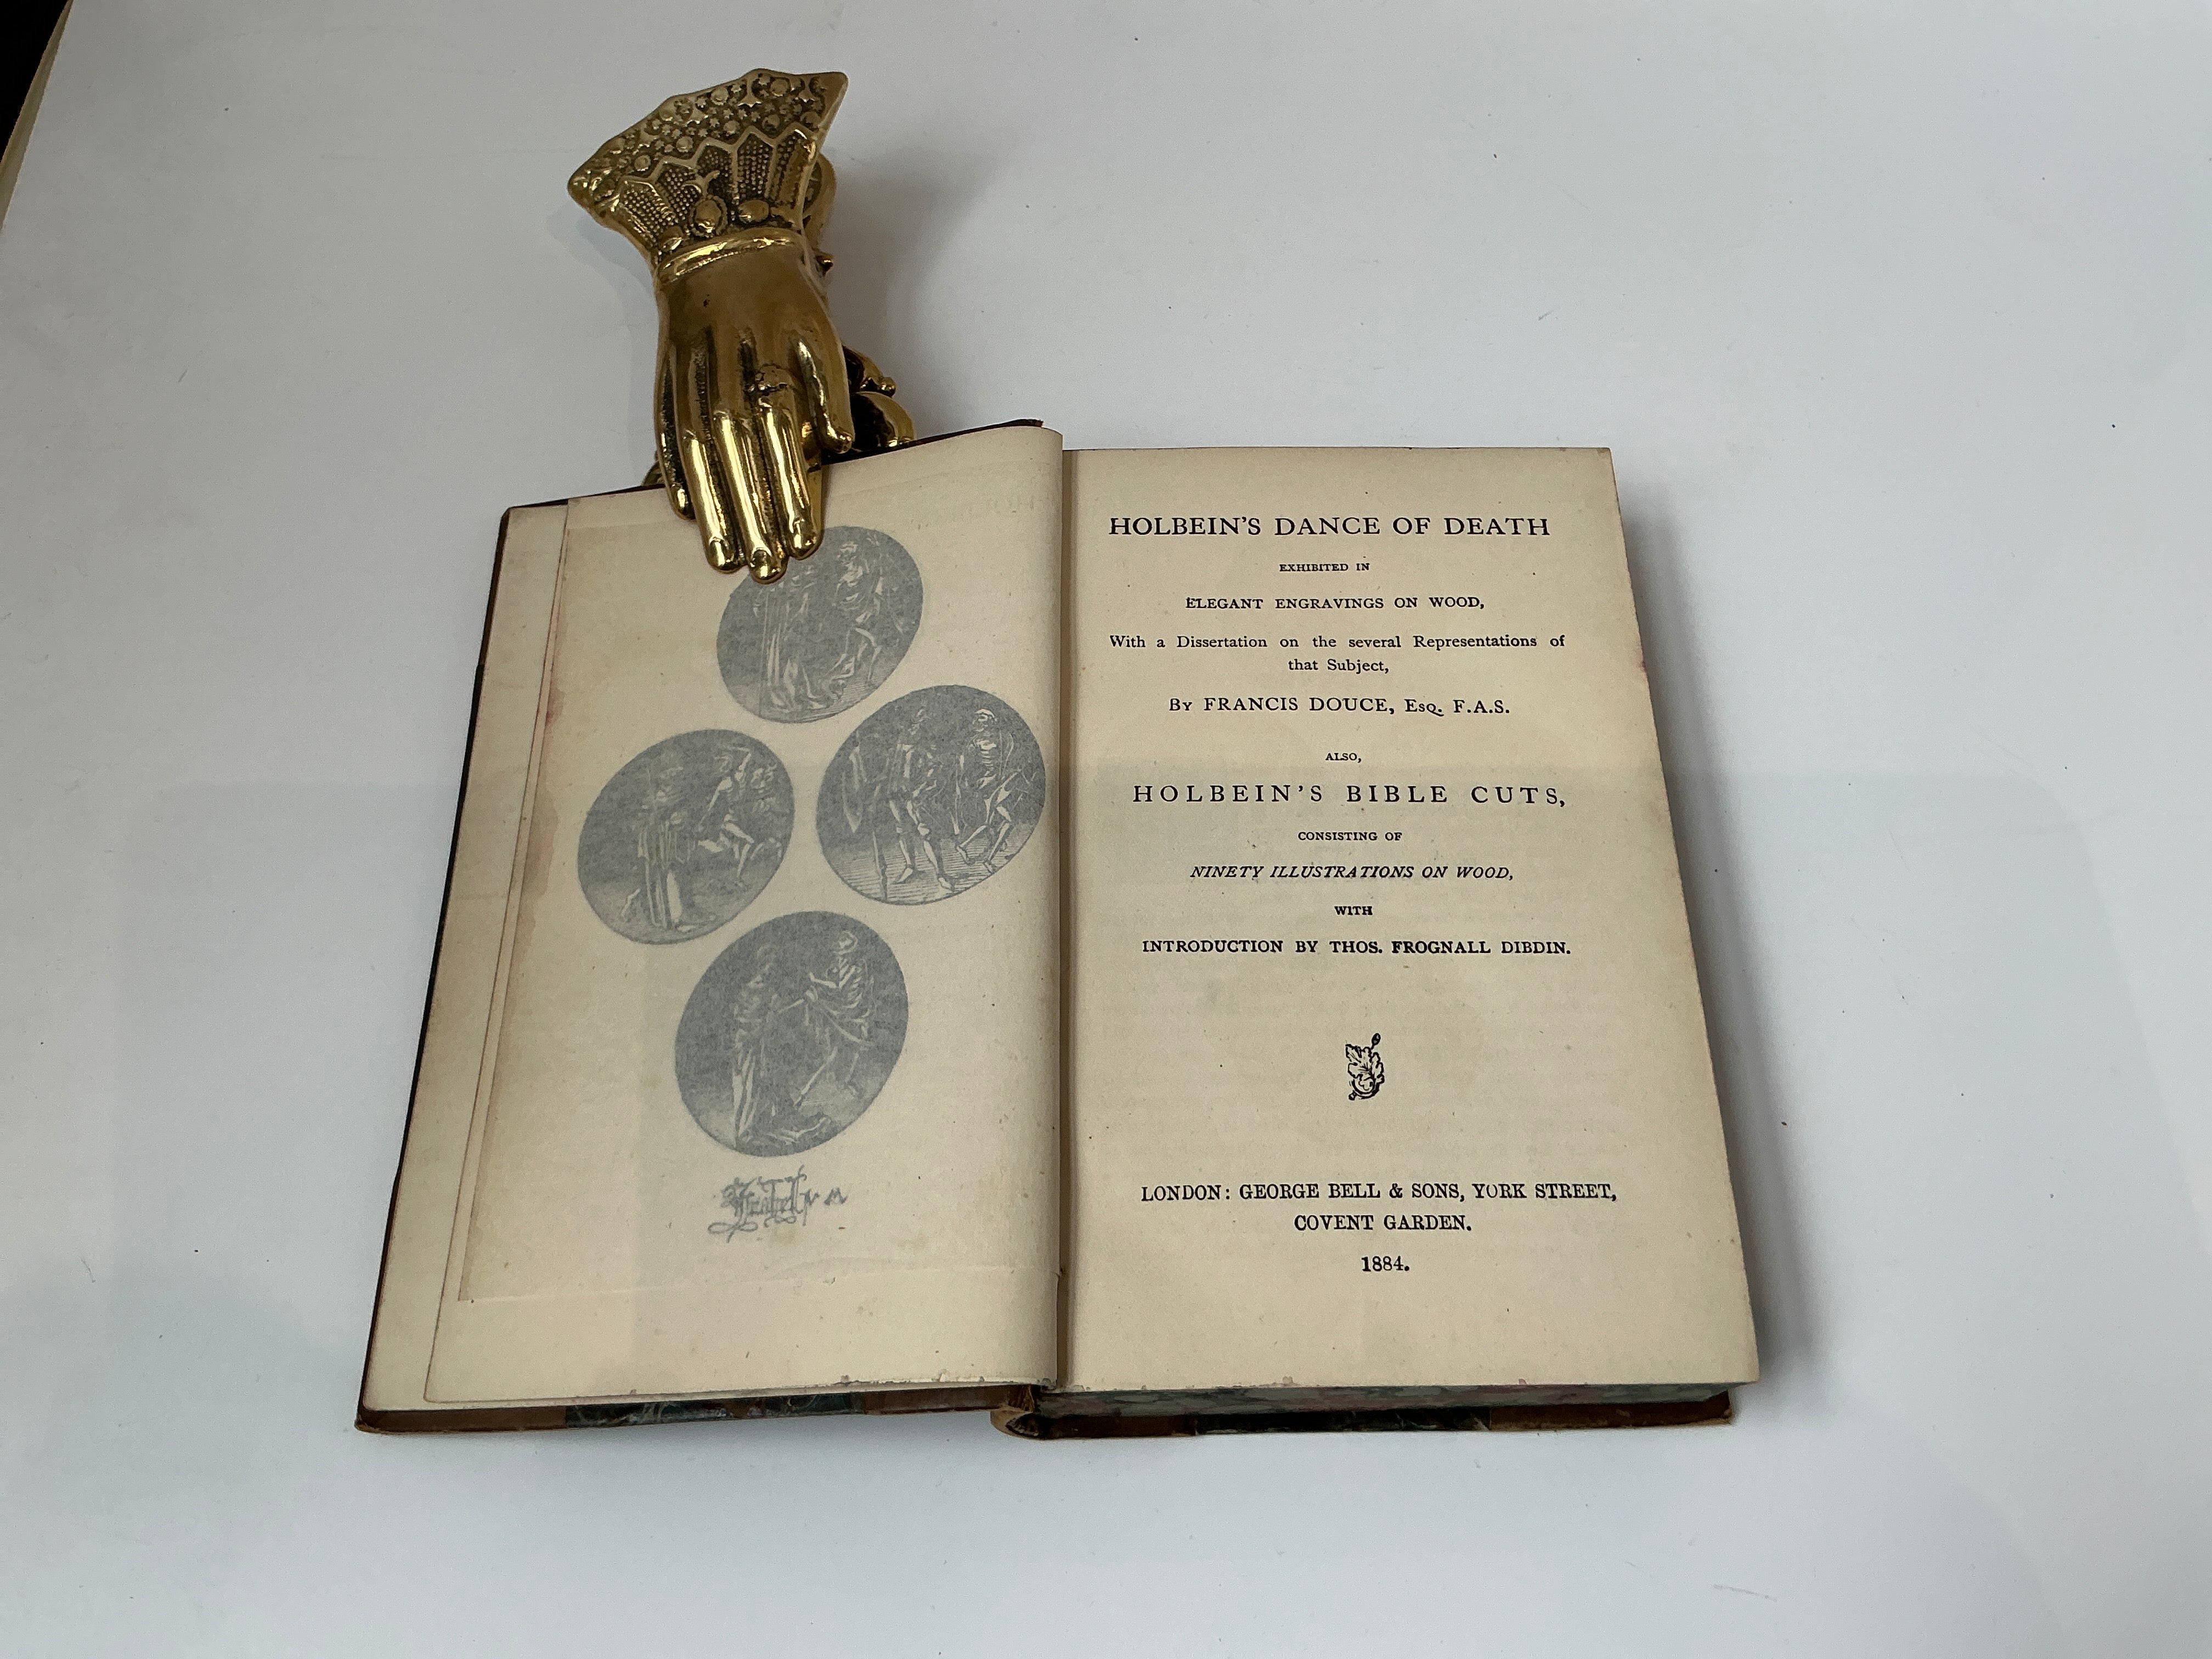 HOLBEIN'S DANCE OF DEATH
EXHIBITED IN
ELEGANT ENGRAVINGS ON WOOD,
With a Dissertation on the several Representations of
that Subject,
By FRANCIS DOUCE, Esq. F.A.S.
ALSO,
HOLBEIN'S BIBLE CUTS,
CONSISTING OF
NINETY ILLUSTRATIONS ON WOOD,
WITH
INTRODUCTION BY THOS. FROGNALL DIBDIN.
LONDON: GEORGE BELL & SONS, YORK STREET,
COVENT GARDEN.
1884.